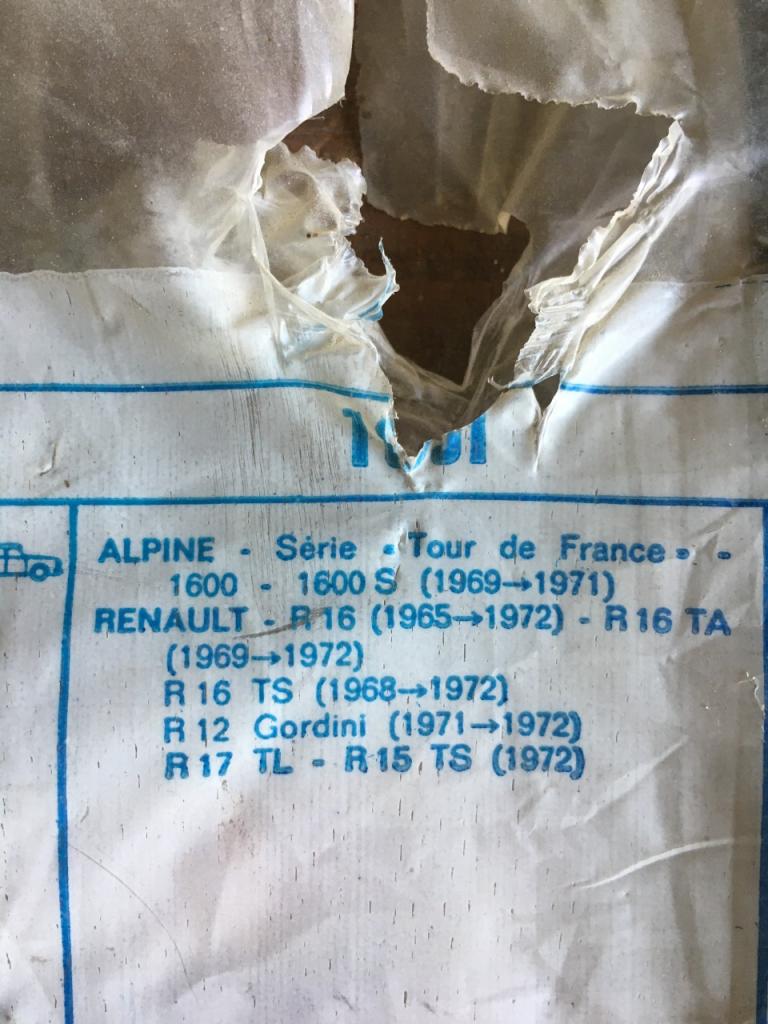 ALPINE - Série « Tour de France » -
1600 - 1600 S (1969→1971)
RENAULT - R 16 (1965→1972) - R 16 TA
(1969→1972)
R 16 TS (1968→1972)
R 12 Gordini (1971→1972)
R 17 TL - R 15 TS (1972)